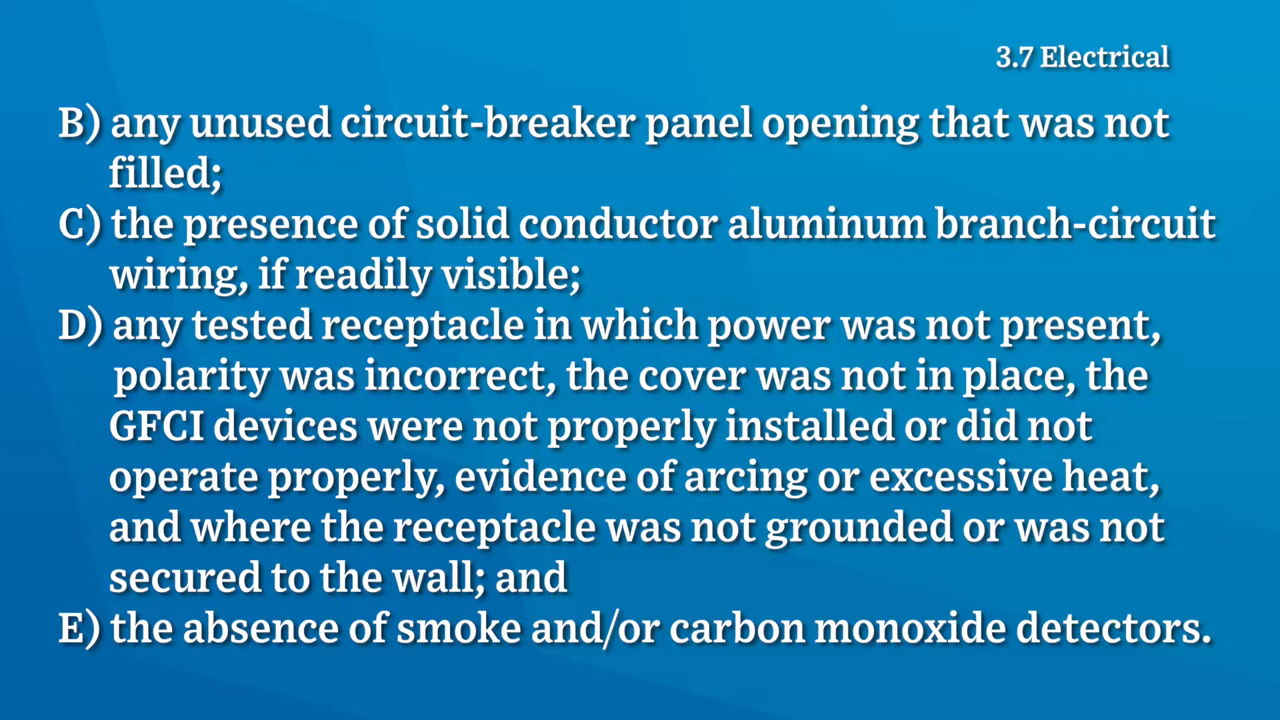 3.7 Electrical
B) any unused circuit-breaker panel opening that was not
filled;
C) the presence of solid conductor aluminum branch-circuit
wiring, if readily visible;
D) any tested receptacle in which power was not present,
polarity was incorrect, the cover was not in place, the
GFCI devices were not properly installed or did not
operate properly, evidence of arcing or excessive heat,
and where the receptacle was not grounded or was not
secured to the wall; and
E) the absence of smoke and/or carbon monoxide detectors.